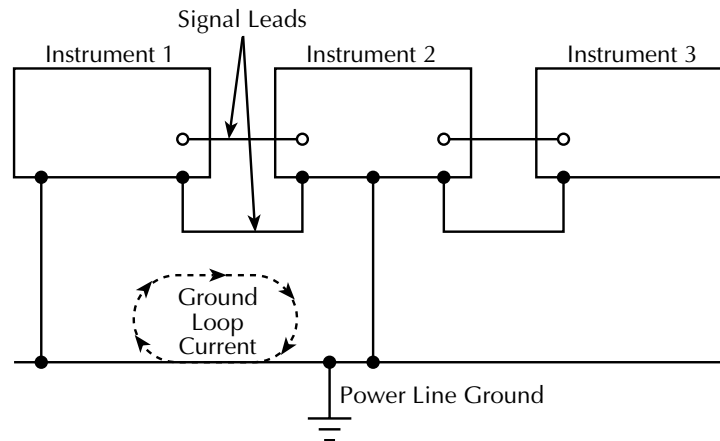 Signal Leads
Instrument 1
Instrument 2
Instrument 3
Ground
Loop
Current
Power Line Ground